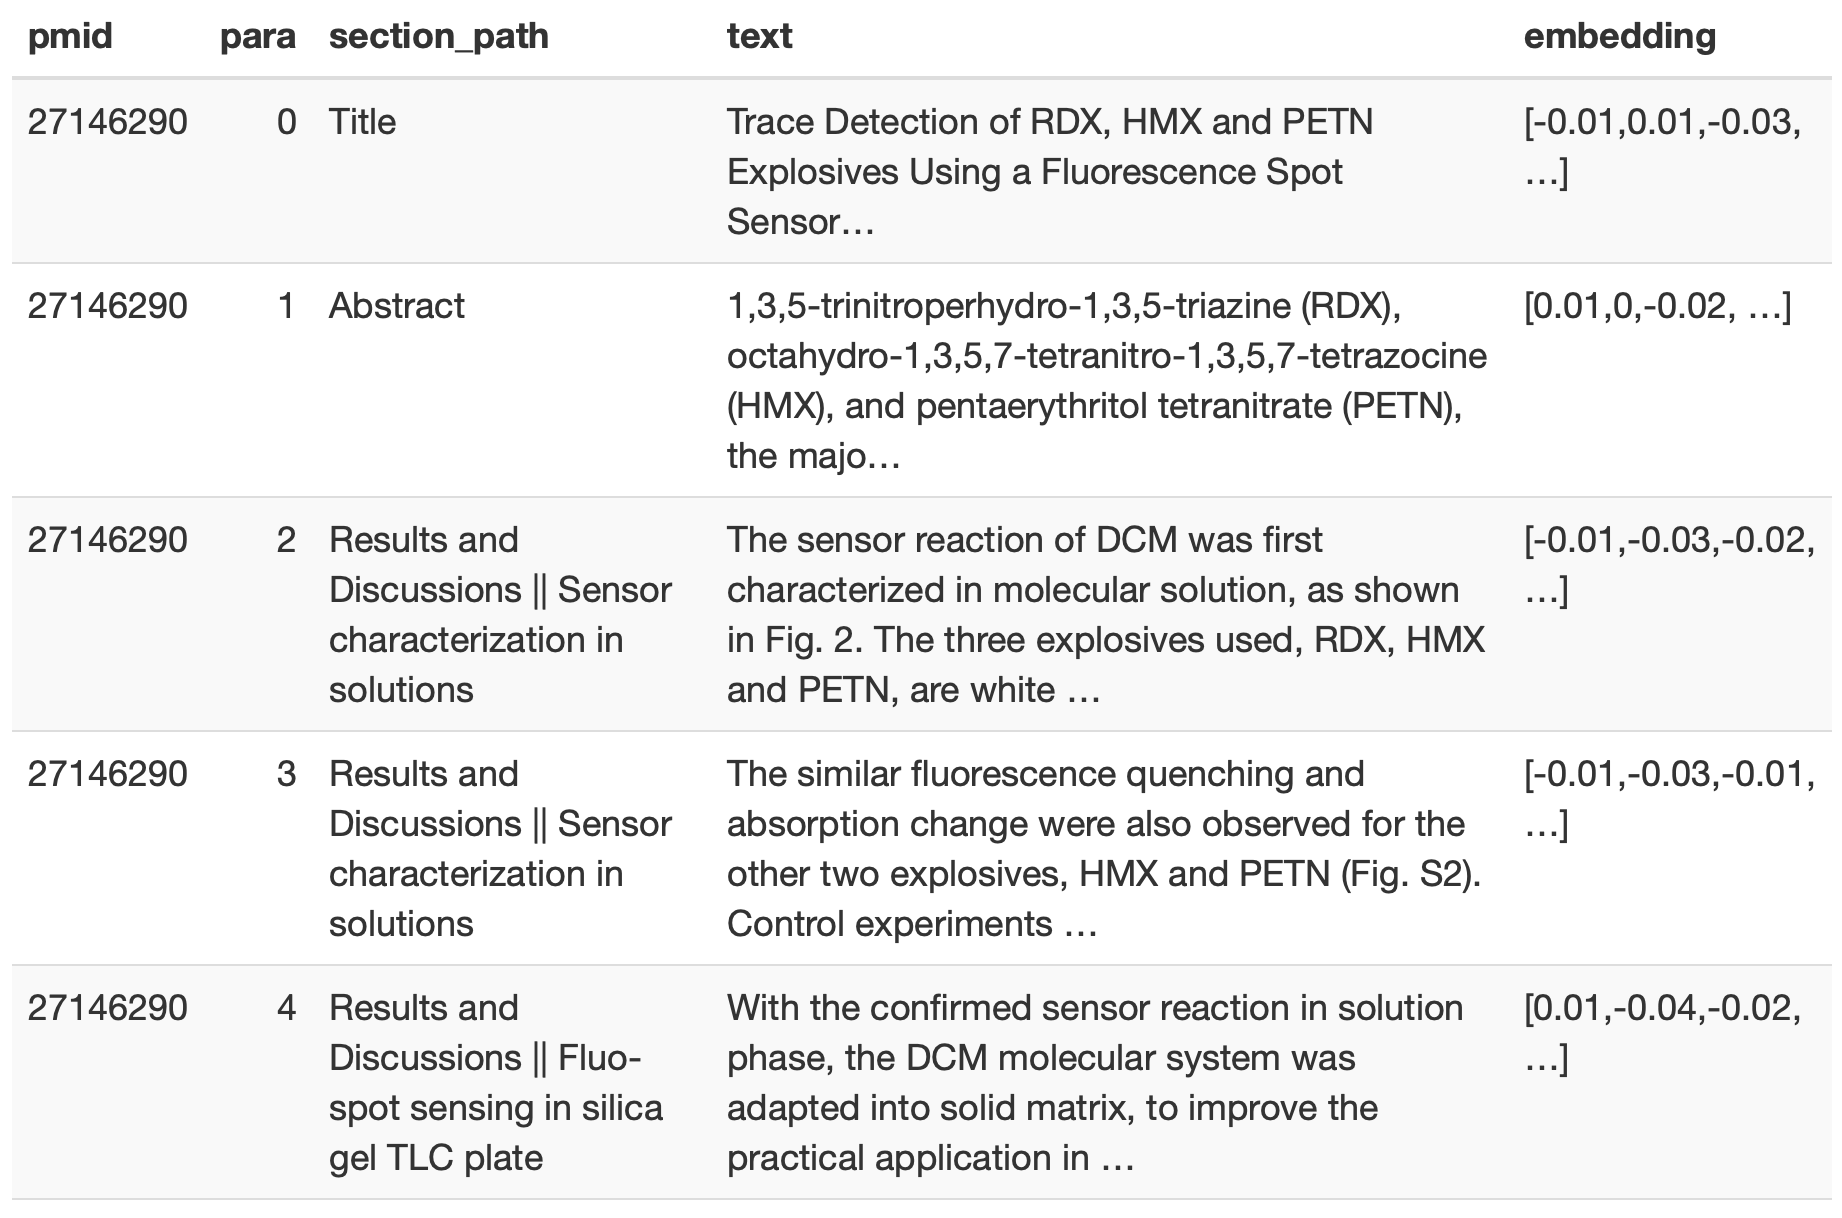 pmid para section_path text embedding
27146290 0 Title Trace Detection of RDX, HMX and PETN [-0.01,0.01,-0.03,
Explosives Using a Fluorescence Spot …]
Sensor…
27146290 1 Abstract 1,3,5-trinitroperhydro-1,3,5-triazine (RDX), [0.01,0,-0.02, …]
octahydro-1,3,5,7-tetranitro-1,3,5,7-tetrazocine
(HMX), and pentaerythritol tetranitrate (PETN),
the majo…
27146290 2 Results and The sensor reaction of DCM was first [-0.01,-0.03,-0.02,
Discussions || Sensor characterized in molecular solution, as shown …]
characterization in in Fig. 2. The three explosives used, RDX, HMX
solutions and PETN, are white …
27146290 3 Results and The similar fluorescence quenching and [-0.01,-0.03,-0.01,
Discussions || Sensor absorption change were also observed for the …]
characterization in other two explosives, HMX and PETN (Fig. S2).
solutions Control experiments …
27146290 4 Results and With the confirmed sensor reaction in solution [0.01,-0.04,-0.02,
Discussions || Fluo- phase, the DCM molecular system was …]
spot sensing in silica adapted into solid matrix, to improve the
gel TLC plate practical application in …